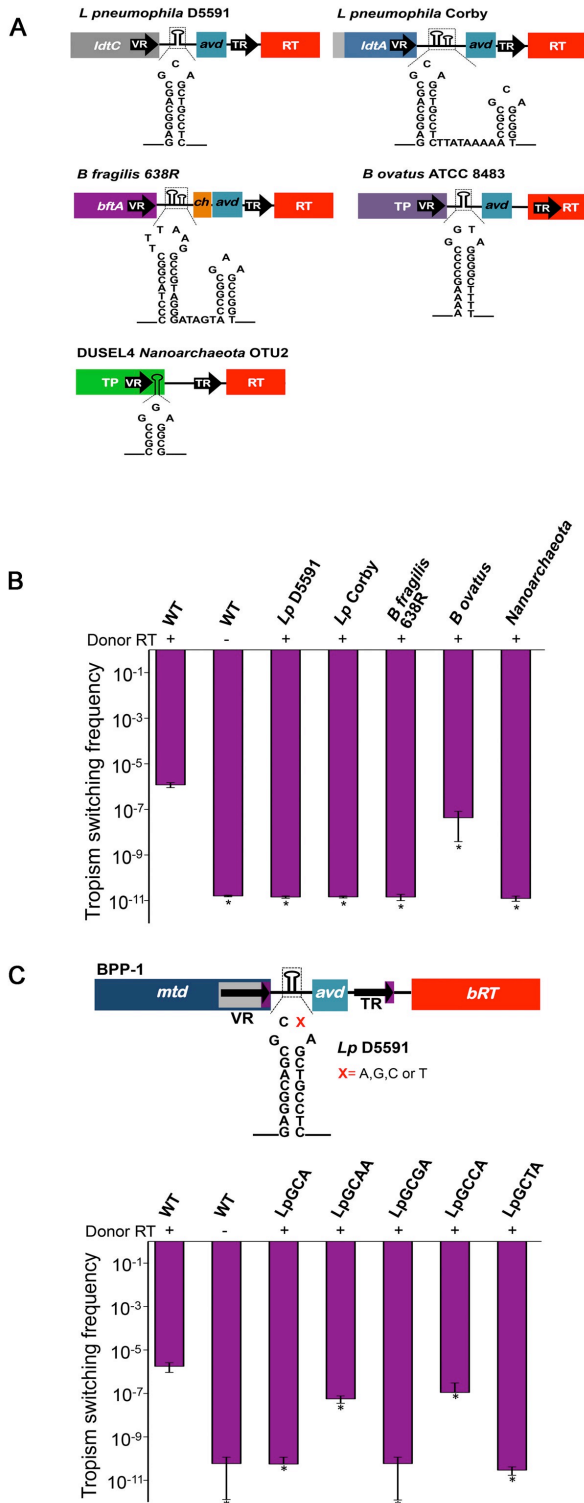 A
L pneumophila D5591
ldtC VR avd TR RT
C
G A
C G
G C
A T
C G
G C
G C
A T
G C
L pneumophila Corby
ldtA VR avd TR RT
C
G A
C G
G C
A T
C G
G C
G C
A T
G CTTATAAAAA
C
G A
B fragilis 638R
bftA VR ch. avd TR RT
T A
T A
T G
GGATAGTA
A
G A
B ovatus ATCC 8483
TP VR avd TR RT
G T
G A
C G
C G
C G
C G
G C
A T
A T
A T
A T
DUSEL4 Nanoarchaeota OTU2
TP VR TR RT
G
G A
B
WT WT Lp D5591 Lp Corby B fragilis 638R B ovatus Nanoarchaeota
Donor RT + - + + + + +
Tropism switching frequency
10-1
10-3
10-5
10-7
10-9
10-11
* * * * * *
C
BPP-1
mtd VR avd TR bRT
C X
G A
C G
G C
A T
C G
G C
G C
A T
G C
Lp D5591
X= A,G,C or T
WT WT LpGCA LpGCAA LpGCGA LpGCCA LpGCTA
Donor RT + - + + + + +
Tropism switching frequency
10-1
10-3
10-5
10-7
10-9
10-11
* * * * * *